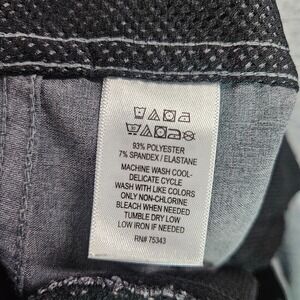 93% POLYESTER
7% SPANDEX / ELASTANE
MACHINE WASH COOL-
DELICATE CYCLE
WASH WITH LIKE COLORS
ONLY NON-CHLORINE
BLEACH WHEN NEEDED
TUMBLE DRY LOW
LOW IRON IF NEEDED
RN# 75343